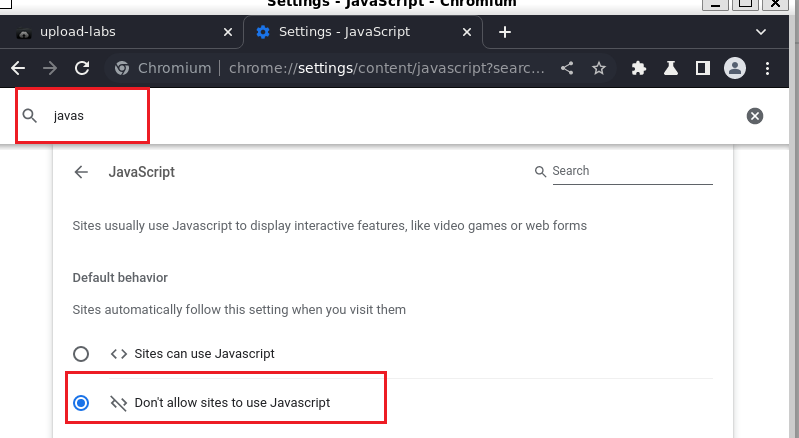 Settings - JavaScript - Chromium
upload-labs
Settings - JavaScript
Chromium
chrome://settings/content/javascript?searc...
javas
JavaScript
Search
Sites usually use Javascript to display interactive features, like video games or web forms
Default behavior
Sites automatically follow this setting when you visit them
Sites can use Javascript
Don't allow sites to use Javascript